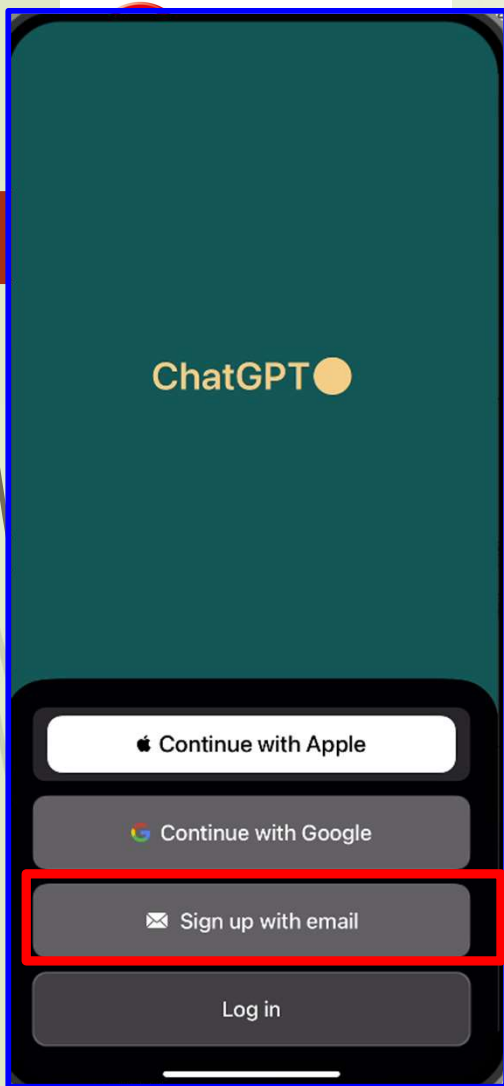 ChatGPT
Continue with Apple
Continue with Google
Sign up with email
Log in